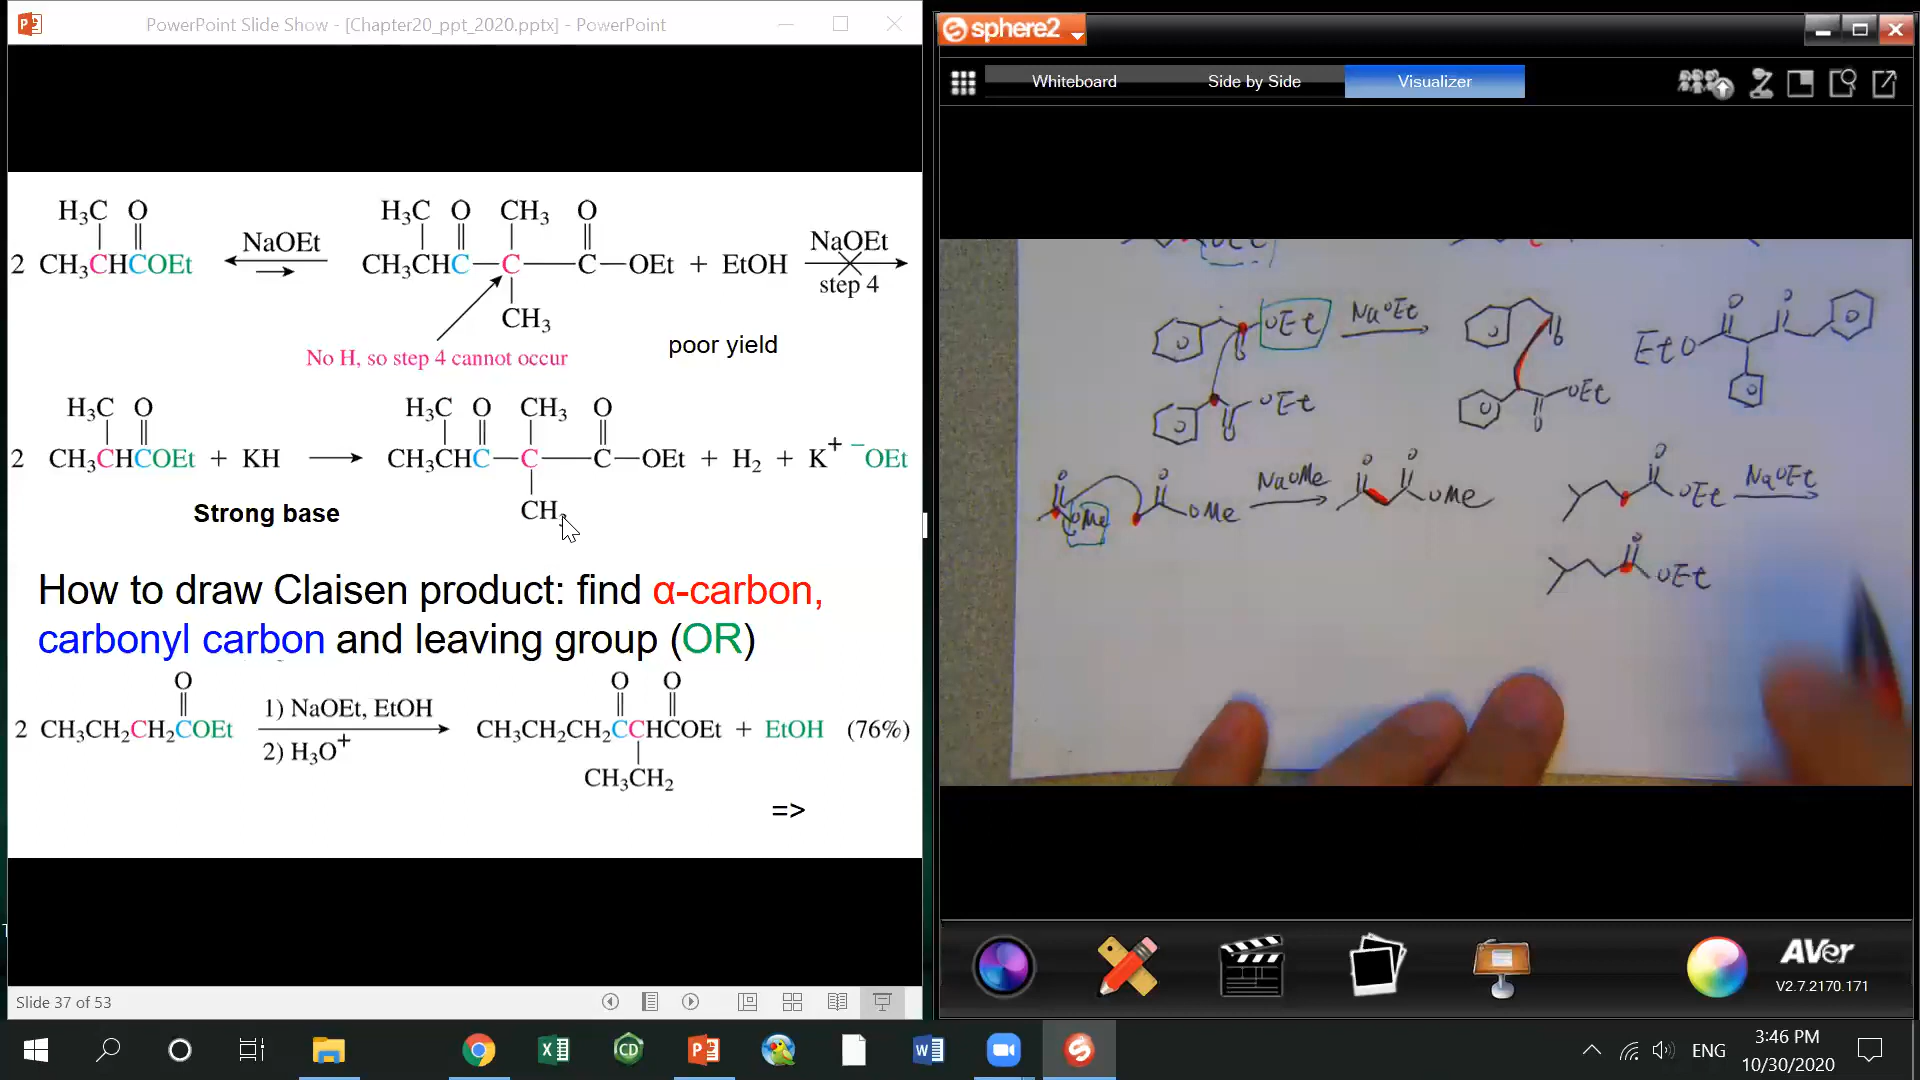 PowerPoint Slide Show - [Chapter20_ppt_2020.pptx] - PowerPoint
H₃C O
2 CH₃CHCOEt
NaOEt
H₃C O CH₃ O
CH₃CHC—C—C—OEt + EtOH
CH₃
NaOEt
step 4
No H, so step 4 cannot occur
poor yield
H₃C O
2 CH₃CHCOEt + KH
H₃C O CH₃ O
CH₃CHC—C—C—OEt + H₂ + K⁺ ⁻OEt
CH₃
Strong base
How to draw Claisen product: find α-carbon,
carbonyl carbon and leaving group (OR)
O
2 CH₃CH₂CH₂COEt
1) NaOEt, EtOH
2) H₃O⁺
O O
CH₃CH₂CH₂CCHCOEt + EtOH (76%)
CH₃CH₂
=>
Slide 37 of 53
sphere2
Whiteboard Side by Side Visualizer
OEt
OEt NaOEt
O
OEt
O
O
OEt
O
O O
EtO
O
OMe
O
OMe
NaOMe
O O
OMe
O
OEt
NaOEt
O
OEt
AVer
V2.7.2170.171
ENG
3:46 PM
10/30/2020